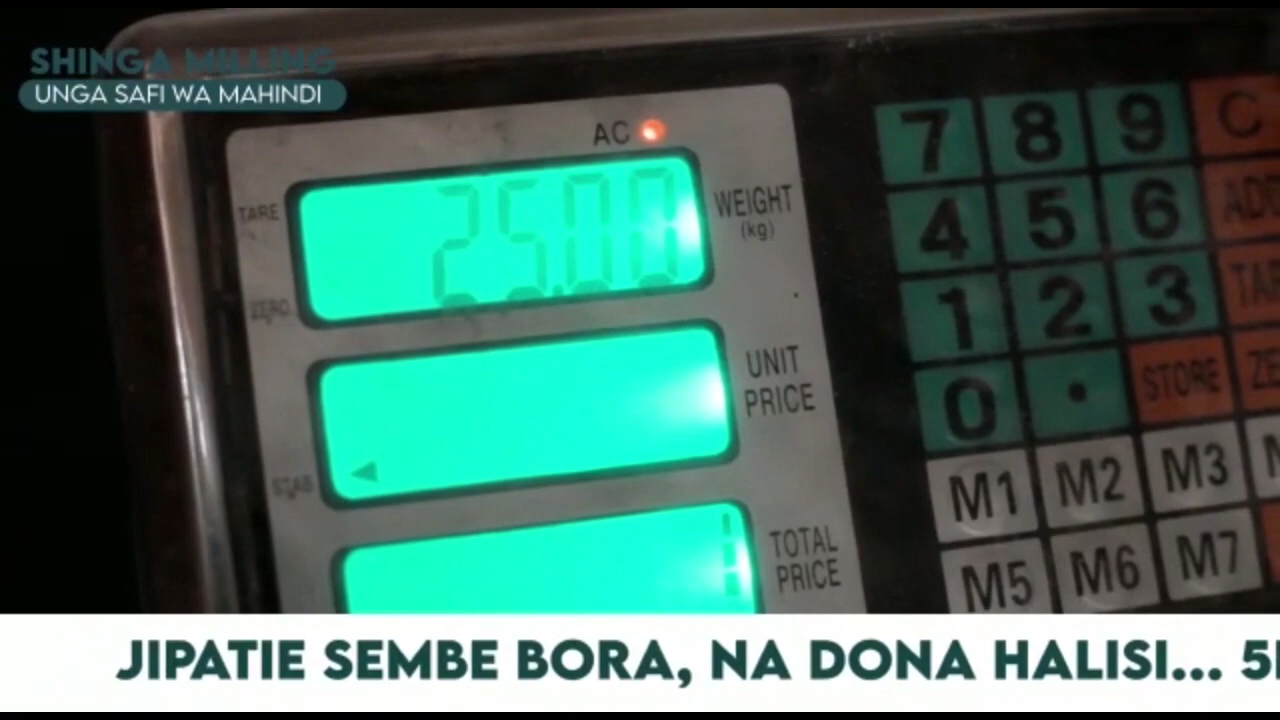 SHINGA MILLING
UNGA SAFI WA MAHINDI
AC
TARE
ZERO
25.00
WEIGHT
(kg)
UNIT
PRICE
STAB
TOTAL
PRICE
7 8 9 C
4 5 6
1 2 3
0 . STORE
M1 M2 M3
M5 M6 M7
JIPATIE SEMBE BORA, NA DONA HALISI... 5